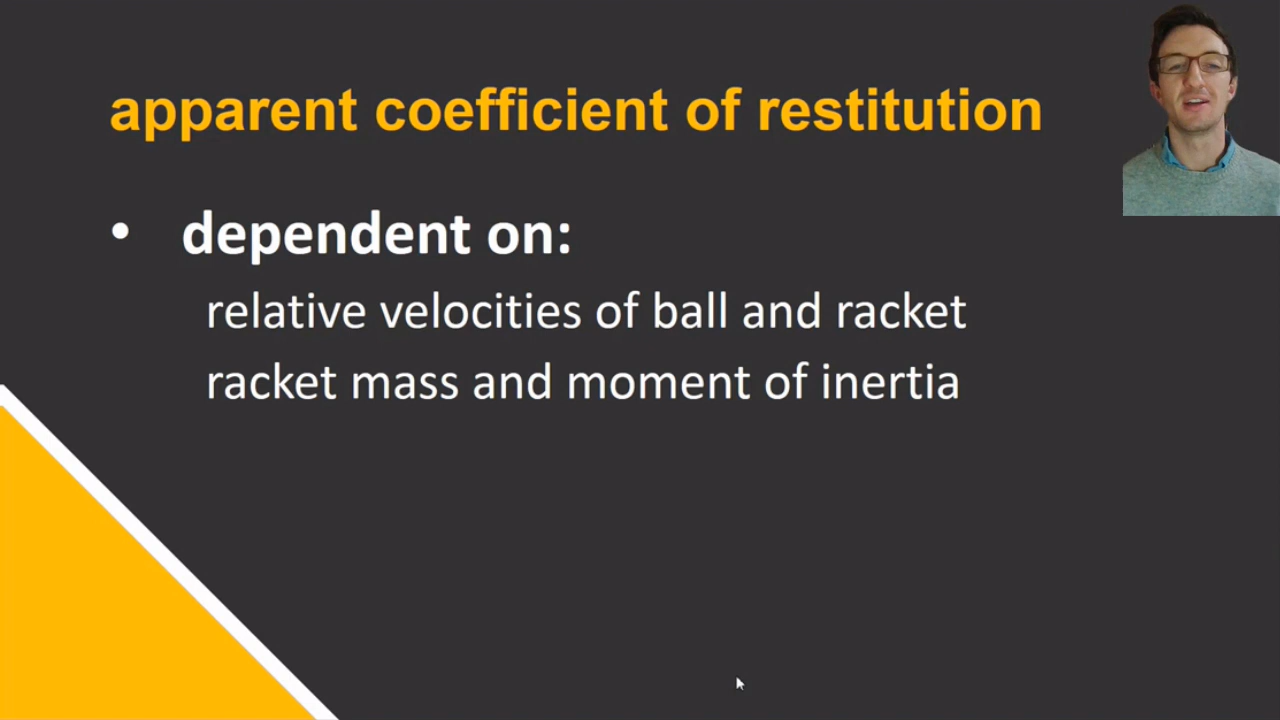 apparent coefficient of restitution
• dependent on:
relative velocities of ball and racket
racket mass and moment of inertia